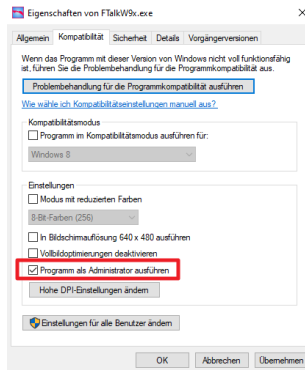 Eigenschaften von FTalkW9x.exe
Allgemein Kompatibilität Sicherheit Details Vorgängerversionen
Wenn das Programm mit dieser Version von Windows nicht voll funktionsfähig
ist, führen Sie die Problembehandlung für die Programmkompatibilität aus.
Problembehandlung für die Programmkompatibilität ausführen
Wie wähle ich Kompatibilitätseinstellungen manuell aus?
Kompatibilitätsmodus
Programm im Kompatibilitätsmodus ausführen für:
Windows 8
Einstellungen
Modus mit reduzierten Farben
8-Bit-Farben (256)
In Bildschirmauflösung 640 x 480 ausführen
Vollbildoptimierungen deaktivieren
Programm als Administrator ausführen
Hohe DPI-Einstellungen ändern
Einstellungen für alle Benutzer ändern
OK Abbrechen Übernehmen